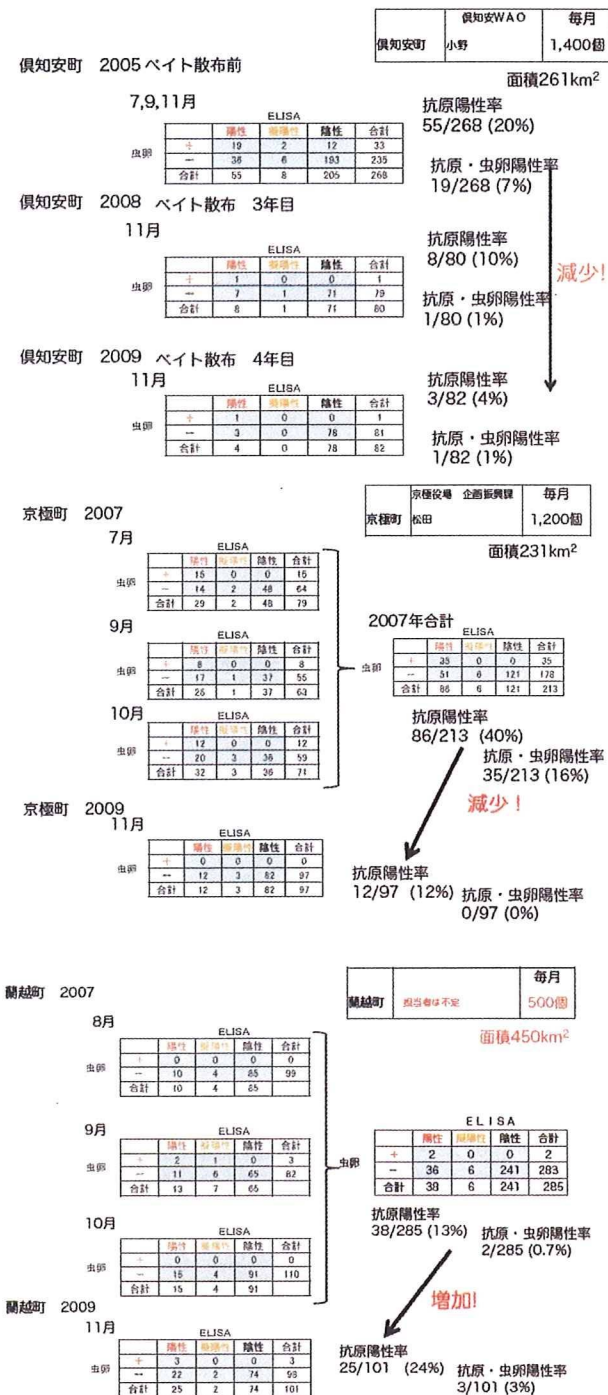 倶知安WAO 毎月
倶知安町 小野 1,400個
倶知安町 2005 ベイト散布前
面積261km²
7,9,11月
ELISA
陽性 疑陽性 陰性 合計
虫卵
+ 19 2 12 33
− 36 6 193 235
合計 55 8 205 268
抗原陽性率
55/268 (20%)
抗原・虫卵陽性率
19/268 (7%)
倶知安町 2008 ベイト散布 3年目
11月
ELISA
陽性 疑陽性 陰性 合計
虫卵
+ 1 0 0 1
− 7 1 71 79
合計 8 1 71 80
抗原陽性率
8/80 (10%)
抗原・虫卵陽性率
1/80 (1%)
減少!
倶知安町 2009 ベイト散布 4年目
11月
ELISA
陽性 疑陽性 陰性 合計
虫卵
+ 1 0 0 1
− 3 0 78 81
合計 4 0 78 82
抗原陽性率
3/82 (4%)
抗原・虫卵陽性率
1/82 (1%)
京極役場 企画振興課 毎月
京極町 松田 1,200個
面積231km²
京極町 2007
7月
ELISA
陽性 疑陽性 陰性 合計
虫卵
+ 15 0 0 15
− 14 2 48 64
合計 29 2 48 79
9月
ELISA
陽性 疑陽性 陰性 合計
虫卵
+ 8 0 0 8
− 17 1 37 55
合計 1 37 63
10月
ELISA
陽性 疑陽性 陰性 合計
虫卵
+ 12 0 0 12
− 20 3 36 59
合計 32 3 36 71
2007年合計
ELISA
陽性 疑陽性 陰性 合計
虫卵
+ 35 0 0 35
− 51 6 121 178
合計 86 6 121 213
抗原陽性率
86/213 (40%)
抗原・虫卵陽性率
35/213 (16%)
減少！
京極町 2009
11月
ELISA
陽性 疑陽性 陰性 合計
虫卵
+ 0 0 0 0
− 12 3 82 97
合計 12 3 82 97
抗原陽性率
12/97 (12%)
抗原・虫卵陽性率
0/97 (0%)
毎月
蘭越町 担当者は不定 500個
面積450km²
蘭越町 2007
8月
ELISA
陽性 疑陽性 陰性 合計
虫卵
+ 0 0 0 0
− 10 4 85 99
合計 10 4 85
9月
ELISA
陽性 疑陽性 陰性 合計
虫卵
+ 2 1 0 3
− 11 6 65 82
合計 13 7 65
10月
ELISA
陽性 疑陽性 陰性 合計
虫卵
+ 0 0 0 0
− 15 4 91 110
合計 15 4 91
ELISA
陽性 疑陽性 陰性 合計
虫卵
+ 2 0 0 2
− 36 6 241 283
合計 38 6 241 285
抗原陽性率
38/285 (13%)
抗原・虫卵陽性率
2/285 (0.7%)
増加!
蘭越町 2009
11月
ELISA
陽性 疑陽性 陰性 合計
虫卵
+ 3 0 0 3
− 22 2 74 98
合計 25 2 74 101
抗原陽性率
25/101 (24%)
抗原・虫卵陽性率
3/101 (3%)